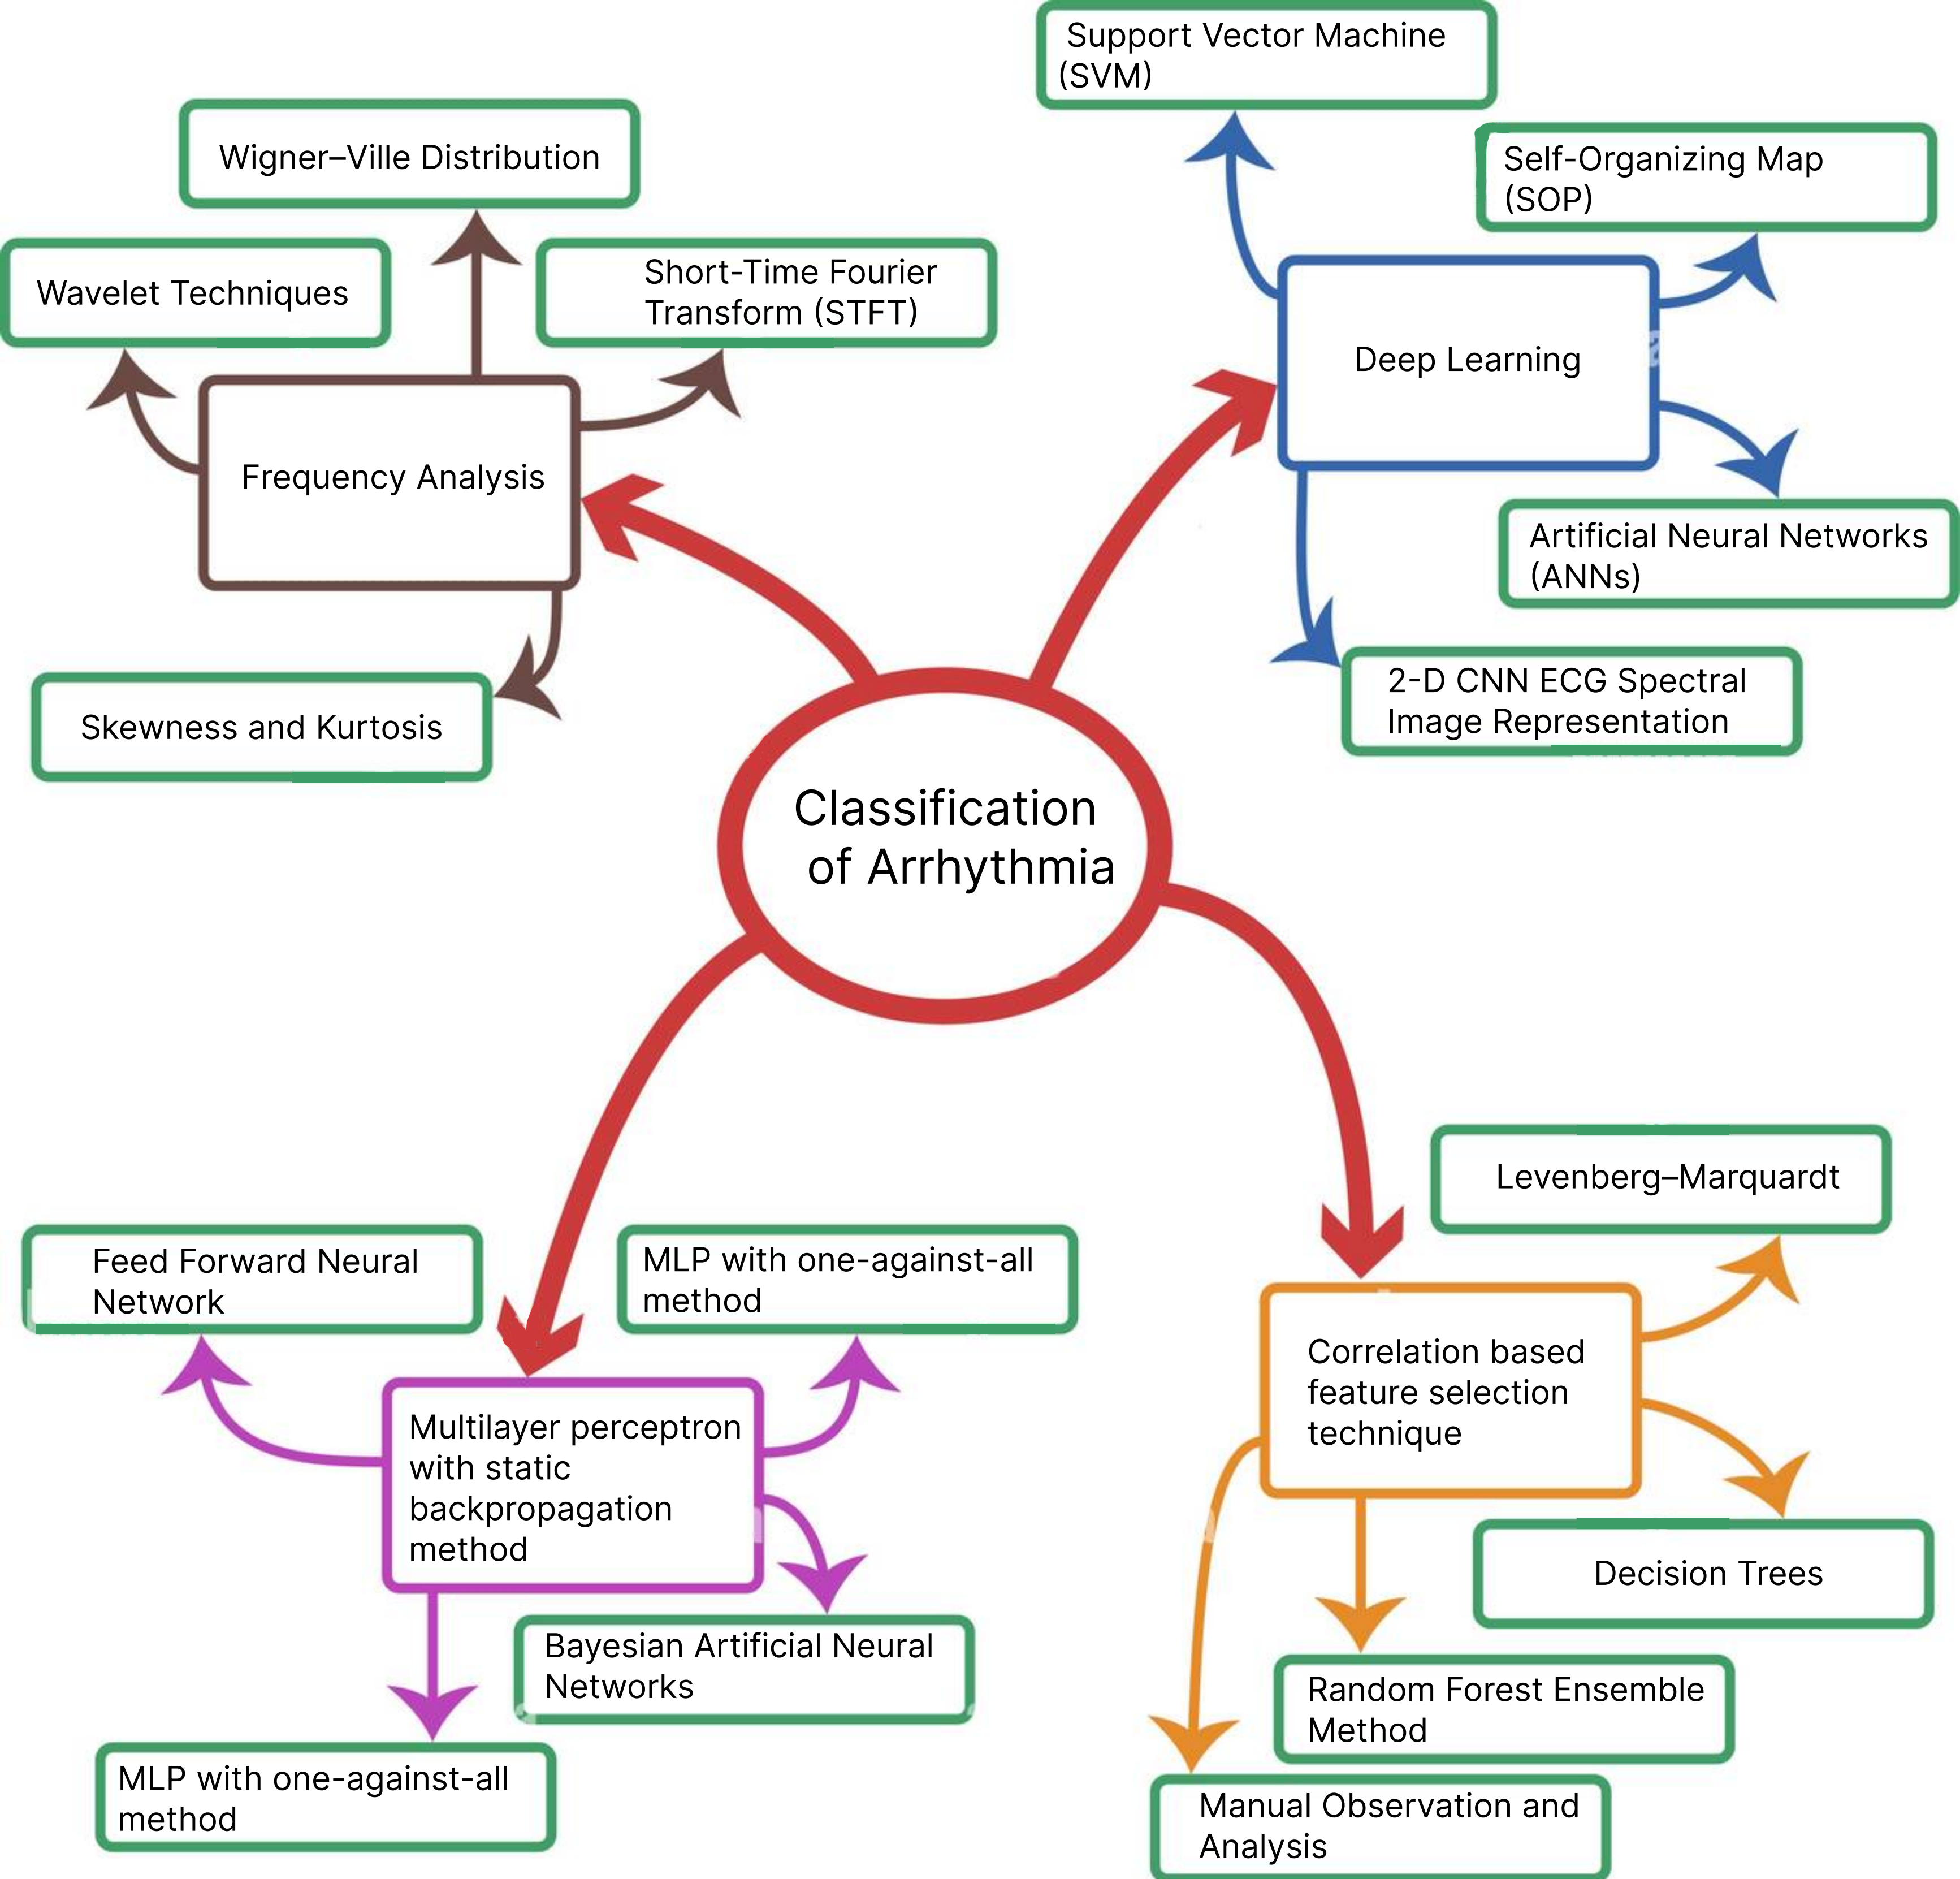 Support Vector Machine
(SVM)
Self-Organizing Map
(SOP)
Wigner–Ville Distribution
Wavelet Techniques
Short-Time Fourier
Transform (STFT)
Deep Learning
Frequency Analysis
Artificial Neural Networks
(ANNs)
2-D CNN ECG Spectral
Image Representation
Skewness and Kurtosis
Classification
of Arrhythmia
Levenberg–Marquardt
Feed Forward Neural
Network
MLP with one-against-all
method
Correlation based
feature selection
technique
Multilayer perceptron
with static
backpropagation
method
Decision Trees
Bayesian Artificial Neural
Networks
Random Forest Ensemble
Method
MLP with one-against-all
method
Manual Observation and
Analysis